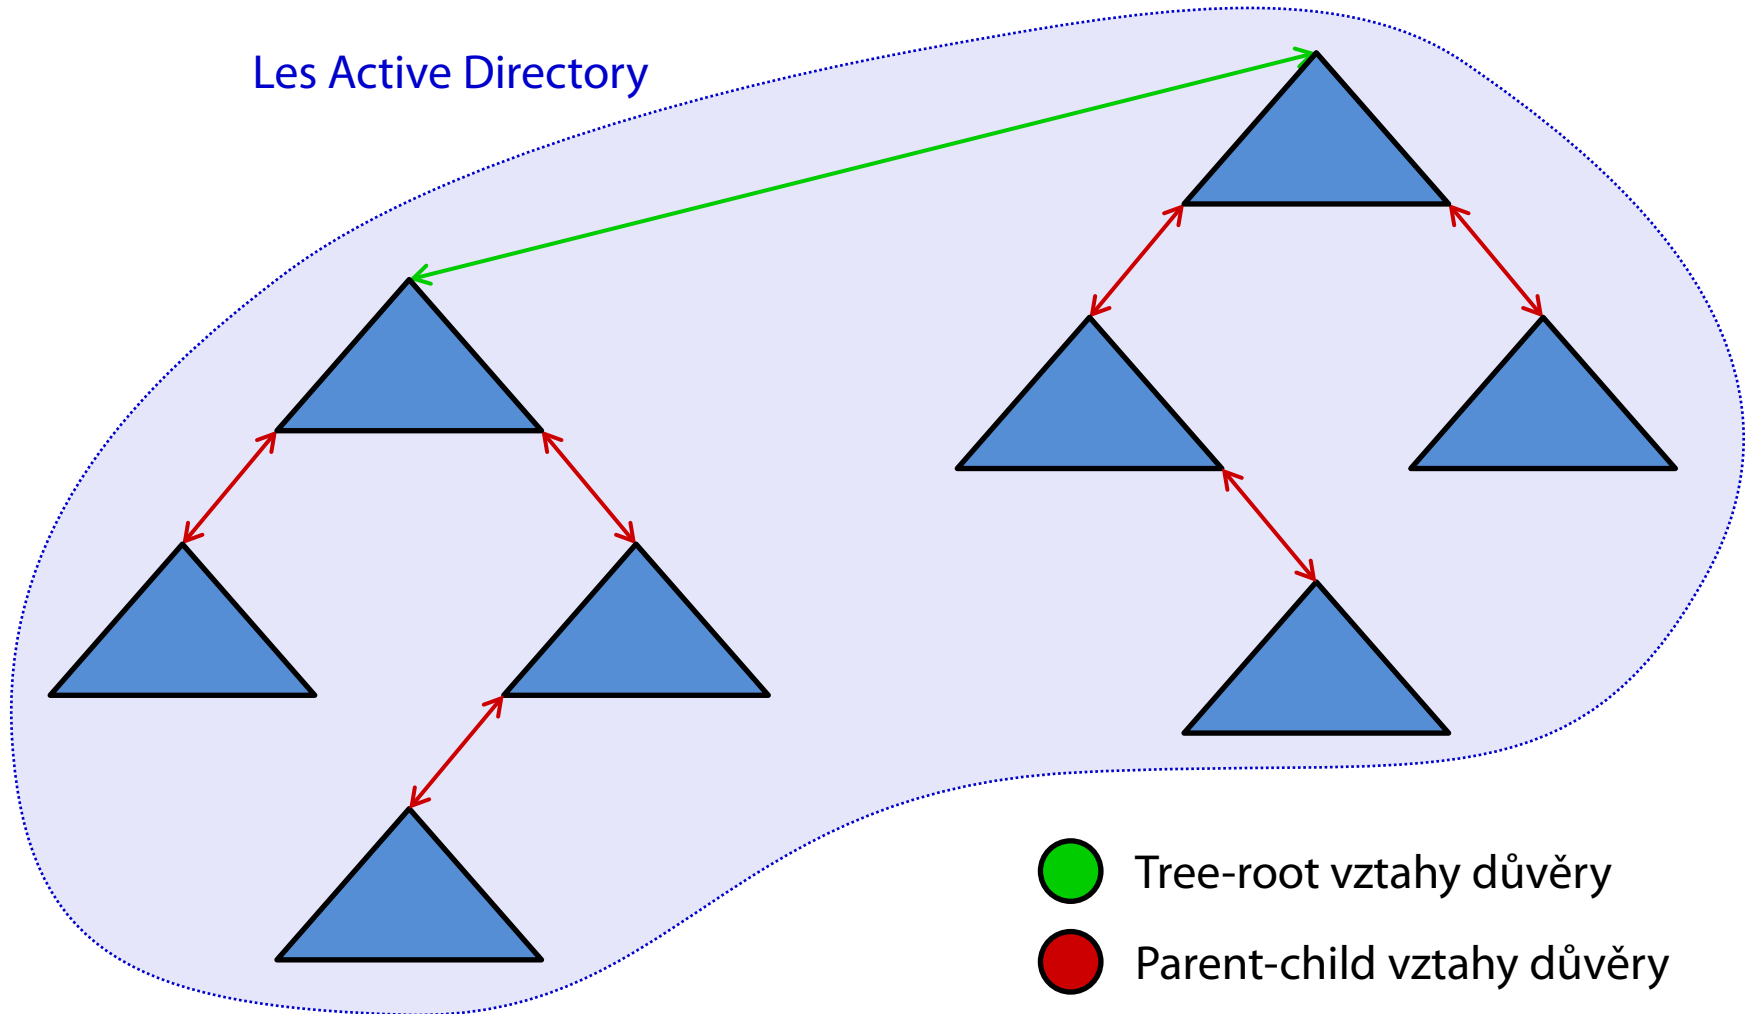 Les Active Directory
Tree-root vztahy důvěry
Parent-child vztahy důvěry